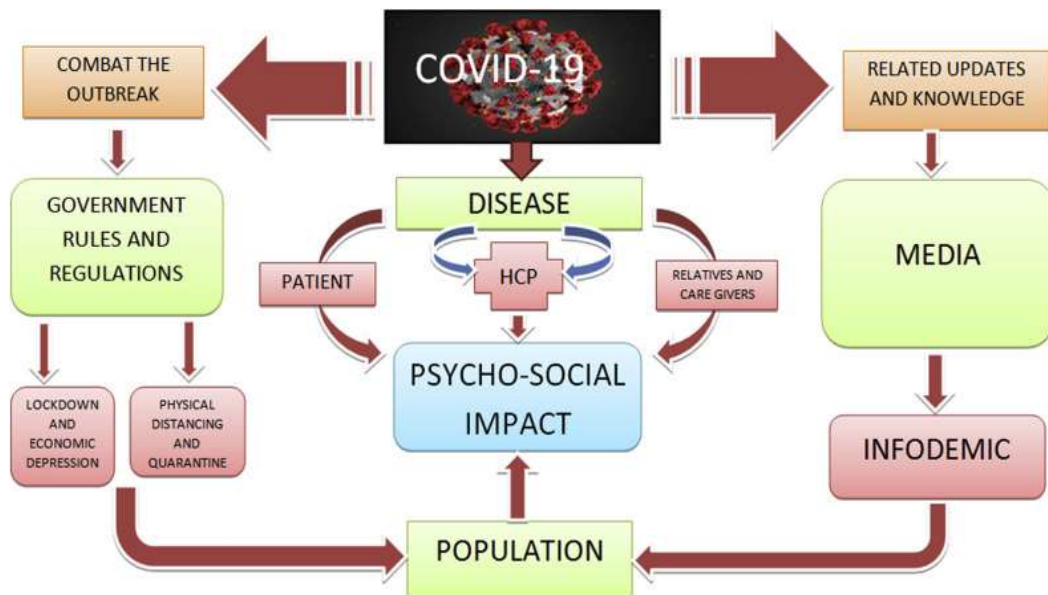 COVID-19
COMBAT THE
OUTBREAK
RELATED UPDATES
AND KNOWLEDGE
GOVERNMENT
RULES AND
REGULATIONS
DISEASE
MEDIA
PATIENT
HCP
RELATIVES AND
CARE GIVERS
PSYCHO-SOCIAL
IMPACT
LOCKDOWN
AND
ECONOMIC
DEPRESSION
PHYSICAL
DISTANCING
AND
QUARANTINE
INFODEMIC
POPULATION